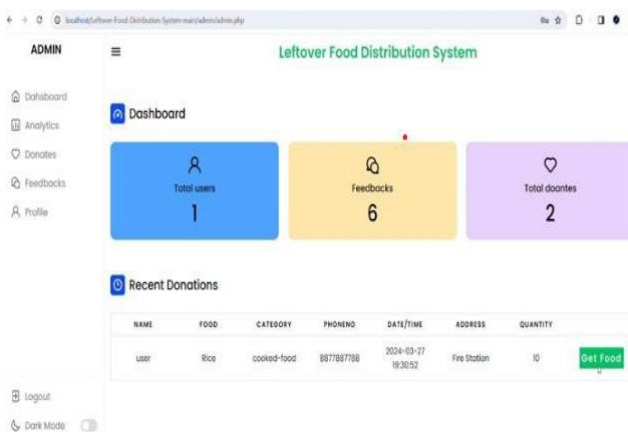 localhost/Leftover-Food-Distribution-System-main/admin/admin.php
ADMIN
Leftover Food Distribution System
Dahsboard
Analytics
Donates
Feedbacks
Profile
Logout
Dark Mode
Dashboard
Total users
1
Feedbacks
6
Total doantes
2
Recent Donations
NAME FOOD CATEGORY PHONENO DATE/TIME ADDRESS QUANTITY
user Rice cooked-food 8877887788 2024-03-27 19:30:52 Fire Station 10 Get Food